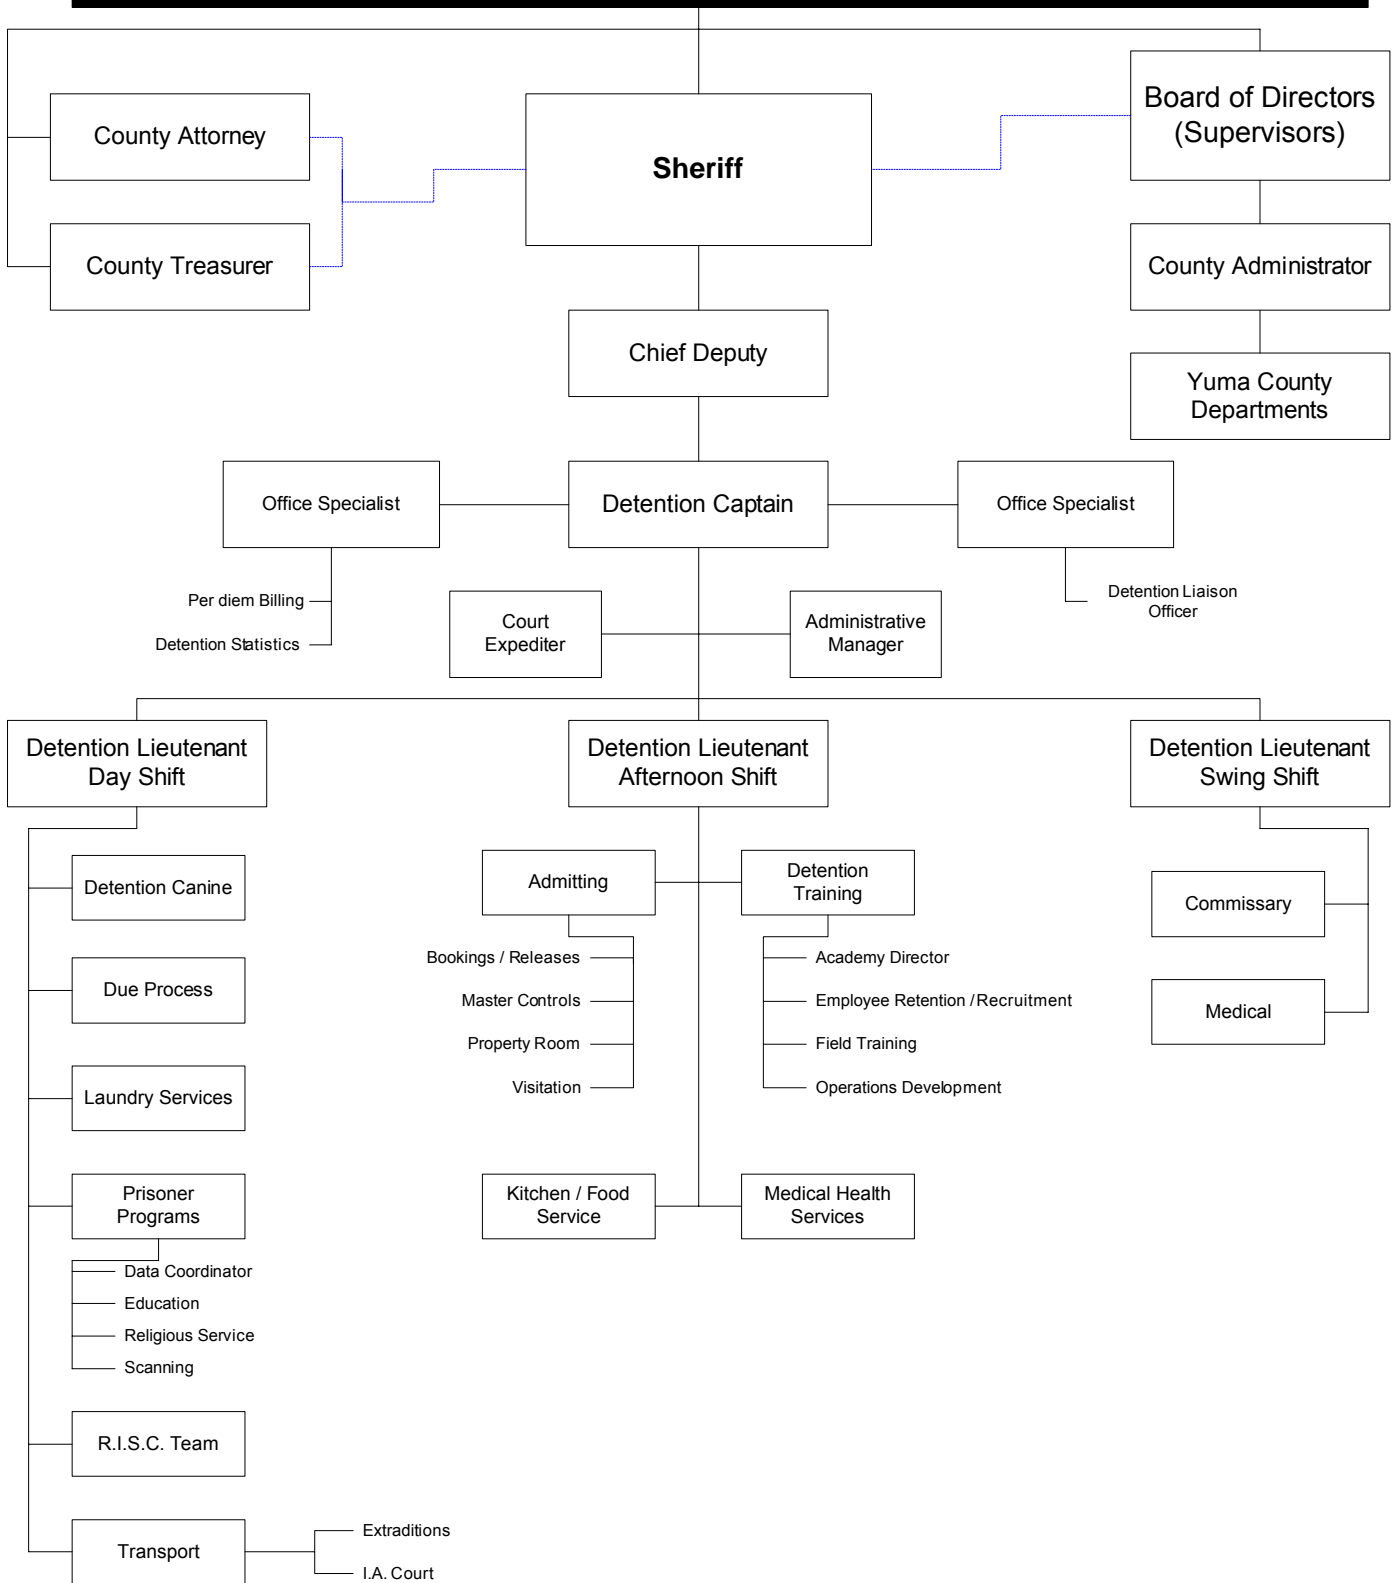 County Attorney
Sheriff
Board of Directors
(Supervisors)
County Treasurer
County Administrator
Chief Deputy
Yuma County
Departments
Office Specialist
Detention Captain
Office Specialist
Per diem Billing
Detention Statistics
Court
Expediter
Administrative
Manager
Detention Liaison
Officer
Detention Lieutenant
Day Shift
Detention Lieutenant
Afternoon Shift
Detention Lieutenant
Swing Shift
Detention Canine
Due Process
Laundry Services
Prisoner
Programs
Data Coordinator
Education
Religious Service
Scanning
R.I.S.C. Team
Transport
Extraditions
I.A. Court
Admitting
Bookings / Releases
Master Controls
Property Room
Visitation
Detention
Training
Academy Director
Employee Retention / Recruitment
Field Training
Operations Development
Kitchen / Food
Service
Medical Health
Services
Commissary
Medical